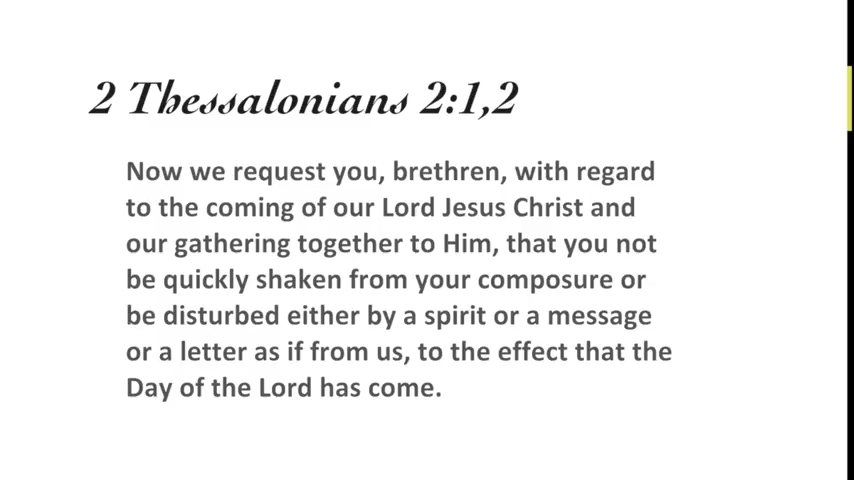 2 Thessalonians 2:1,2
Now we request you, brethren, with regard
to the coming of our Lord Jesus Christ and
our gathering together to Him, that you not
be quickly shaken from your composure or
be disturbed either by a spirit or a message
or a letter as if from us, to the effect that the
Day of the Lord has come.